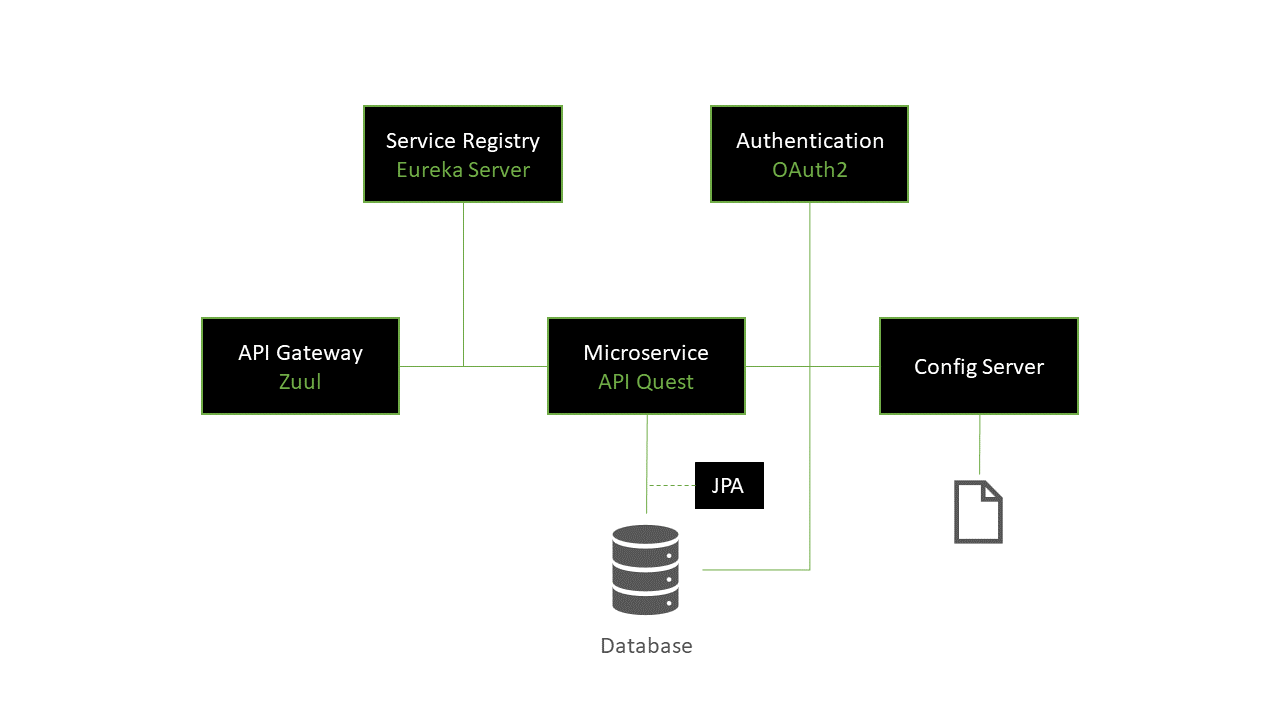 Service Registry
Eureka Server
Authentication
OAuth2
API Gateway
Zuul
Microservice
API Quest
Config Server
JPA
Database